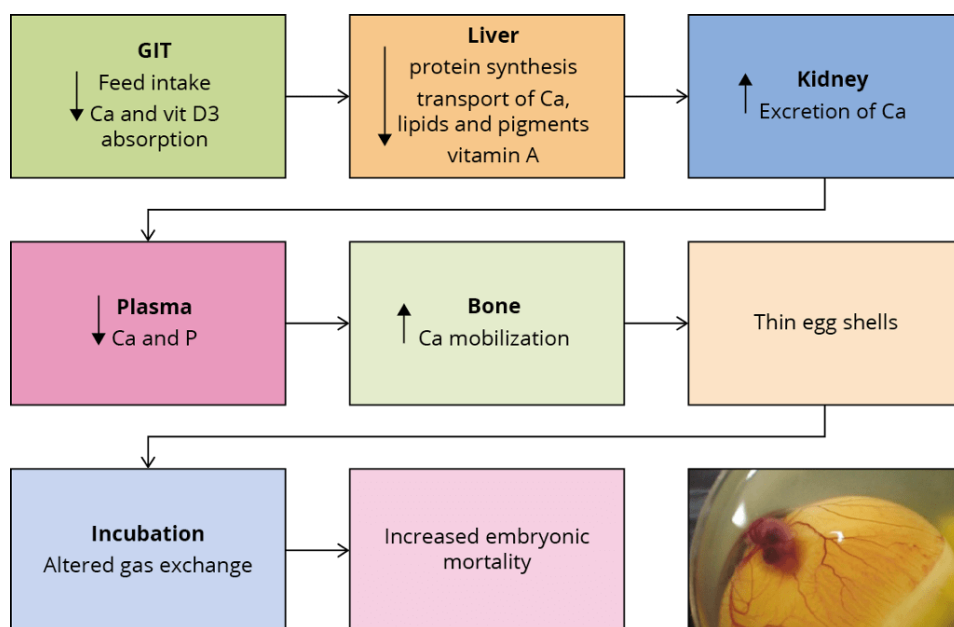 GIT
Feed intake
Ca and vit D3
absorption
Liver
protein synthesis
transport of Ca,
lipids and pigments
vitamin A
Kidney
Excretion of Ca
Plasma
Ca and P
Bone
Ca mobilization
Thin egg shells
Incubation
Altered gas exchange
Increased embryonic
mortality